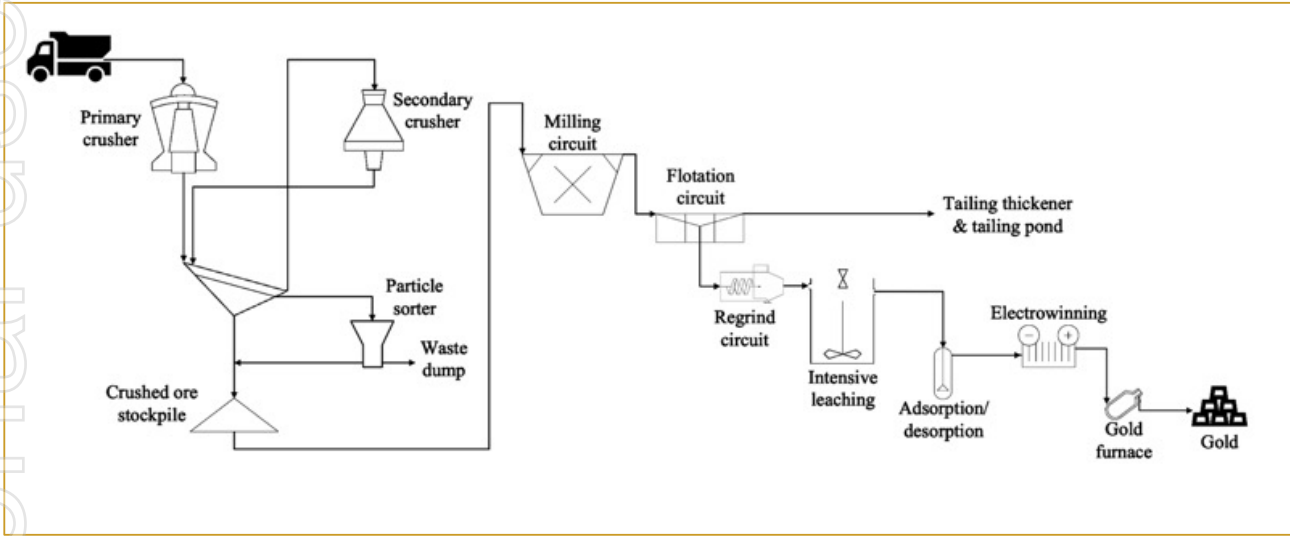 Primary
crusher
Secondary
crusher
Milling
circuit
Flotation
circuit
Tailing thickener
& tailing pond
Particle
sorter
Waste
dump
Crushed ore
stockpile
Regrind
circuit
Intensive
leaching
Adsorption/
desorption
Electrowinning
− +
Gold
furnace
Gold